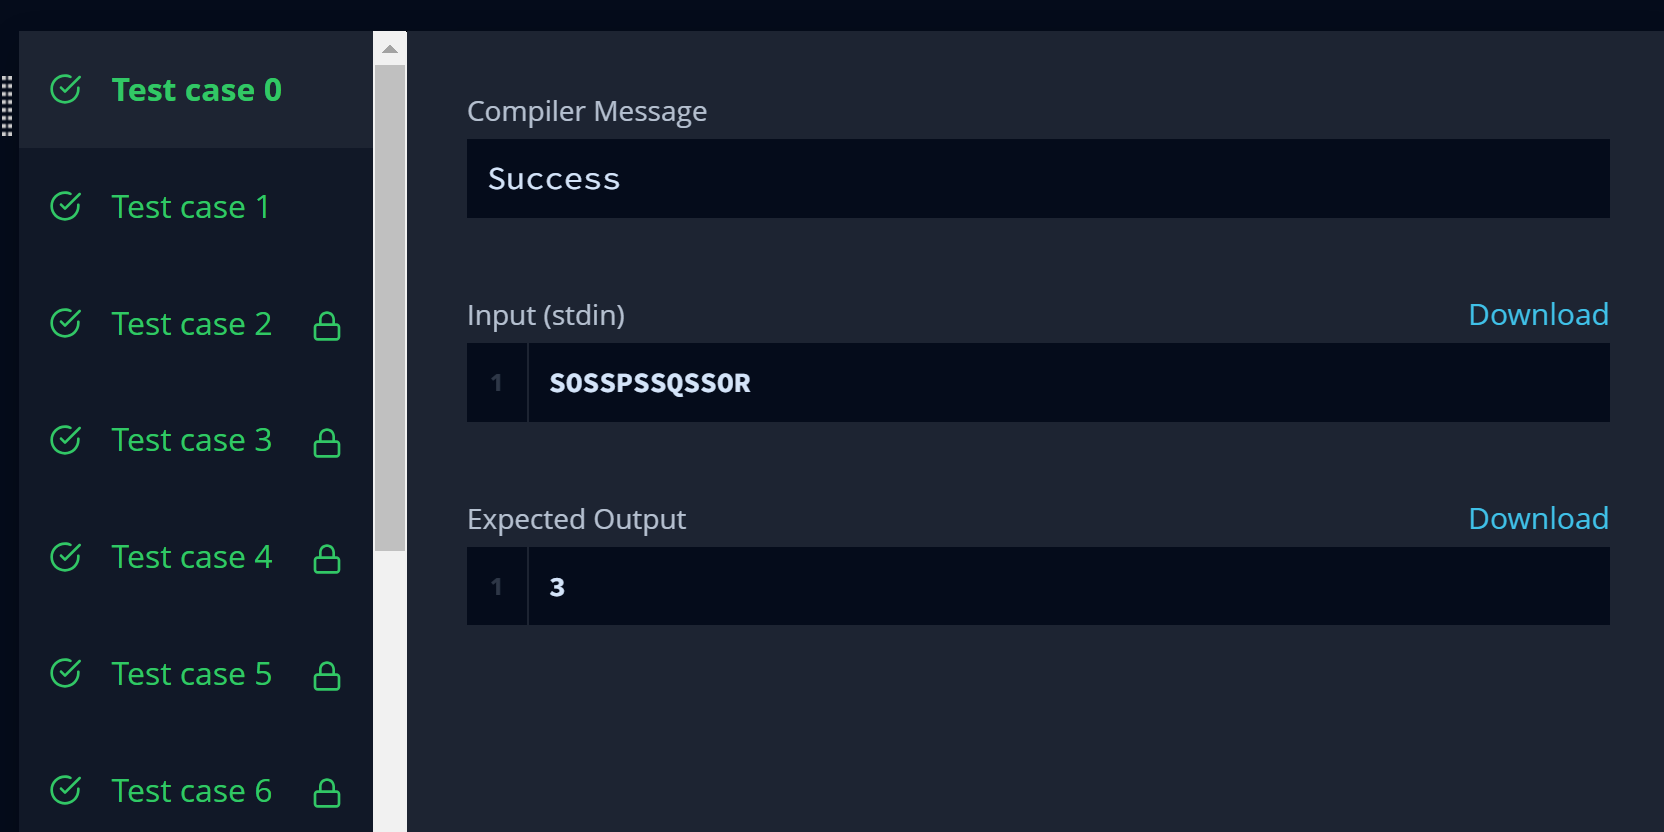 Test case 0
Test case 1
Test case 2
Test case 3
Test case 4
Test case 5
Test case 6
Compiler Message
Success
Input (stdin)
Download
1 SOSSPSSQSSOR
Expected Output
Download
1 3